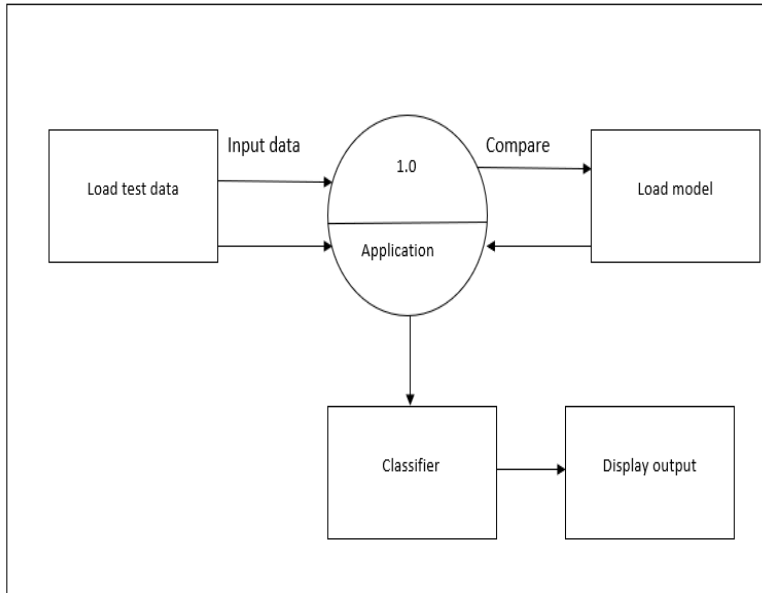 Input data
Compare
Load test data
1.0
Load model
Application
Classifier
Display output